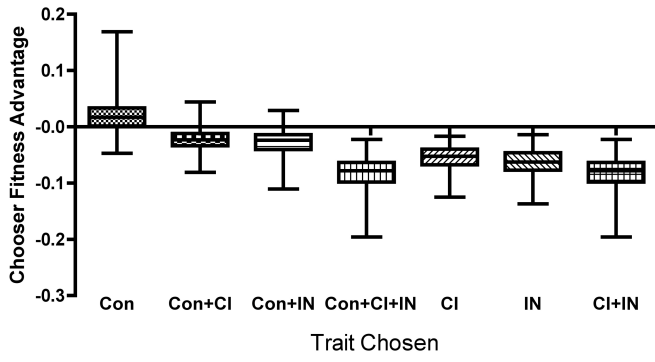 Chooser Fitness Advantage
0.2
0.1
-0.0
-0.1
-0.2
-0.3
Con Con+CI Con+IN Con+CI+IN CI IN CI+IN
Trait Chosen